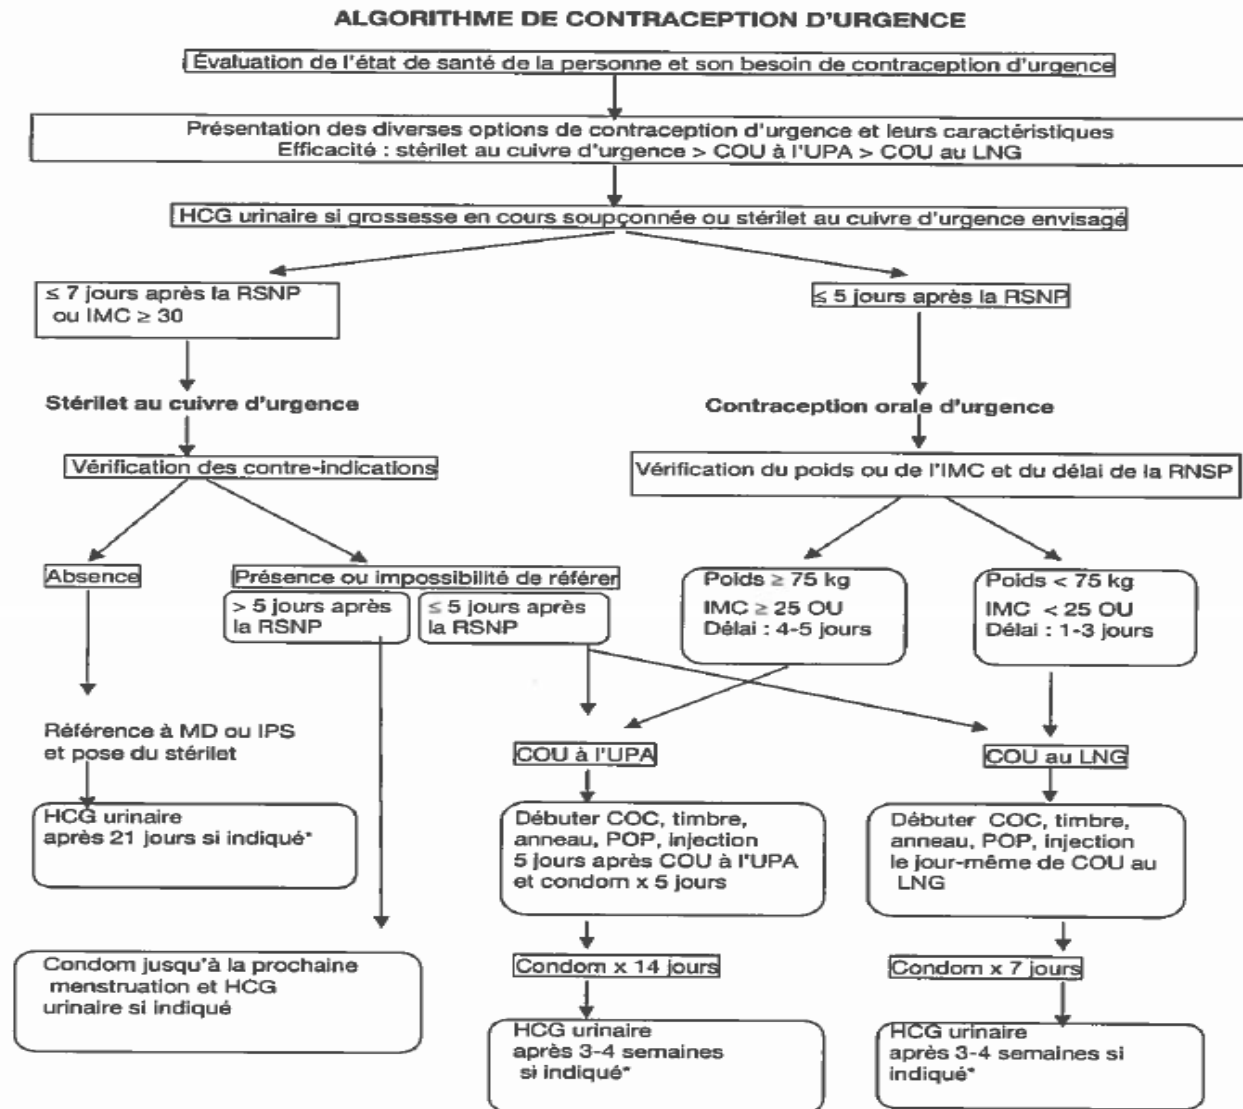 ALGORITHME DE CONTRACEPTION D'URGENCE
Évaluation de l'état de santé de la personne et son besoin de contraception d'urgence
Présentation des diverses options de contraception d'urgence et leurs caractéristiques
Efficacité : stérilet au cuivre d'urgence > COU à l'UPA > COU au LNG
HCG urinaire si grossesse en cours soupçonnée ou stérilet au cuivre d'urgence envisagé
≤ 7 jours après la RSNP
ou IMC ≥ 30
≤ 5 jours après la RSNP
Stérilet au cuivre d'urgence
Contraception orale d'urgence
Vérification des contre-indications
Vérification du poids ou de l'IMC et du délai de la RNSP
Absence
Présence ou impossibilité de référer
> 5 jours après
la RSNP
≤ 5 jours après
la RSNP
Poids ≥ 75 kg
IMC ≥ 25 OU
Délai : 4-5 jours
Poids < 75 kg
IMC < 25 OU
Délai : 1-3 jours
Référence à MD ou IPS
et pose du stérilet
COU à l'UPA
COU au LNG
HCG urinaire
après 21 jours si indiqué*
Débuter COC, timbre,
anneau, POP, injection
5 jours après COU à l'UPA
et condom x 5 jours
Débuter COC, timbre,
anneau, POP, injection
le jour-même de COU au
LNG
Condom jusqu'à la prochaine
menstruation et HCG
urinaire si indiqué
Condom x 14 jours
Condom x 7 jours
HCG urinaire
après 3-4 semaines
si indiqué*
HCG urinaire
après 3-4 semaines si
indiqué*